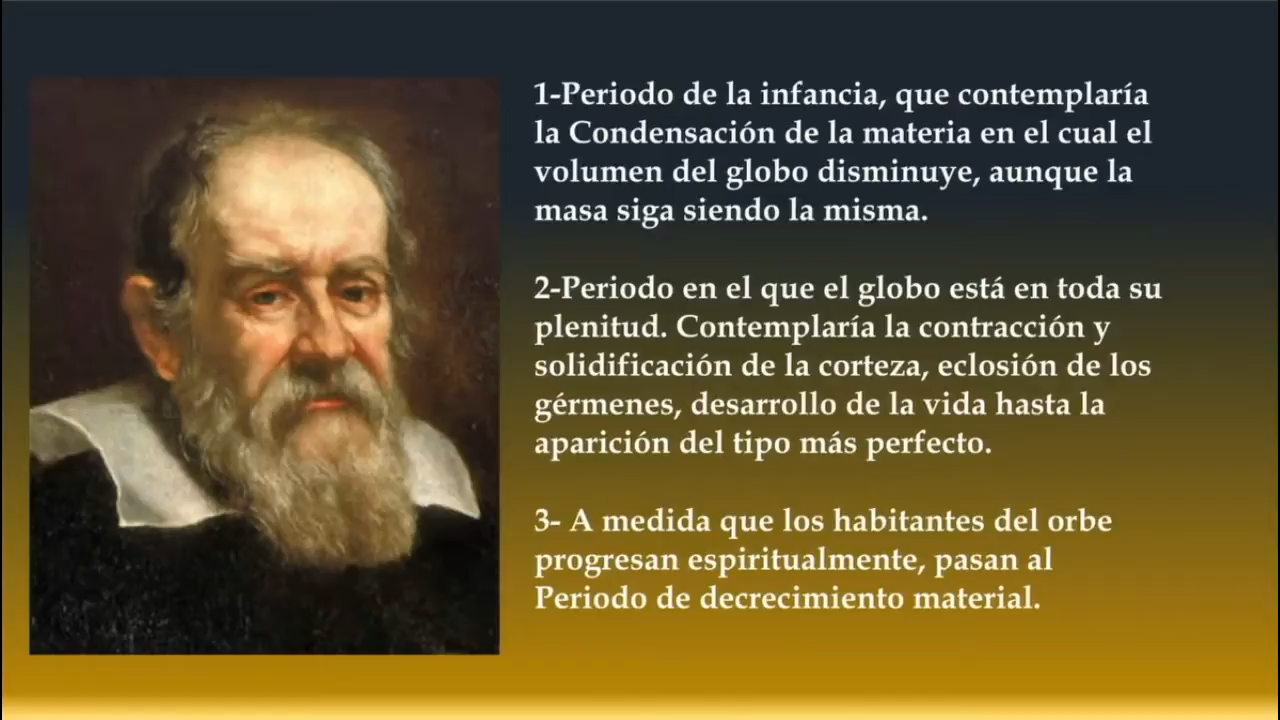 1-Periodo de la infancia, que contemplaría
la Condensación de la materia en el cual el
volumen del globo disminuye, aunque la
masa siga siendo la misma.
2-Periodo en el que el globo está en toda su
plenitud. Contemplaría la contracción y
solidificación de la corteza, eclosión de los
gérmenes, desarrollo de la vida hasta la
aparición del tipo más perfecto.
3- A medida que los habitantes del orbe
progresan espiritualmente, pasan al
Periodo de decrecimiento material.